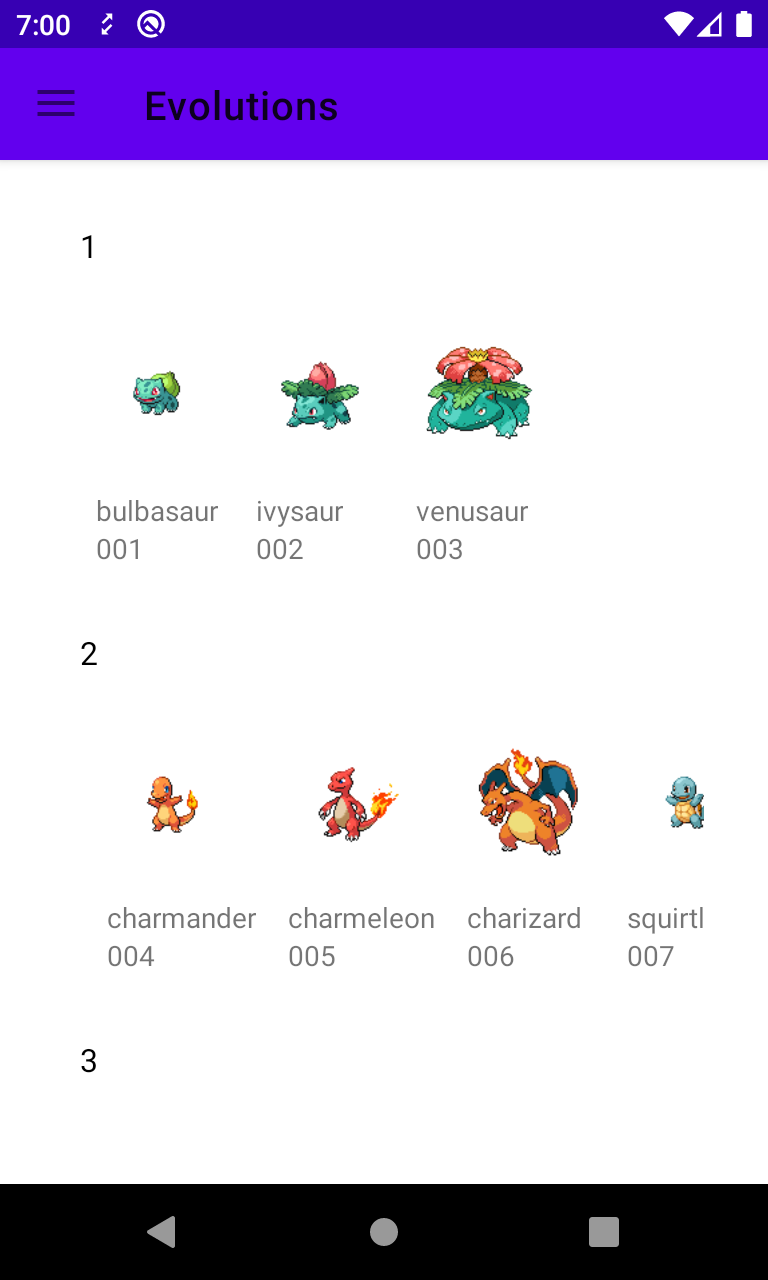 7:00
Evolutions
1
bulbasaur ivysaur venusaur
001 002 003
2
charmander charmeleon charizard squirtl
004 005 006 007
3